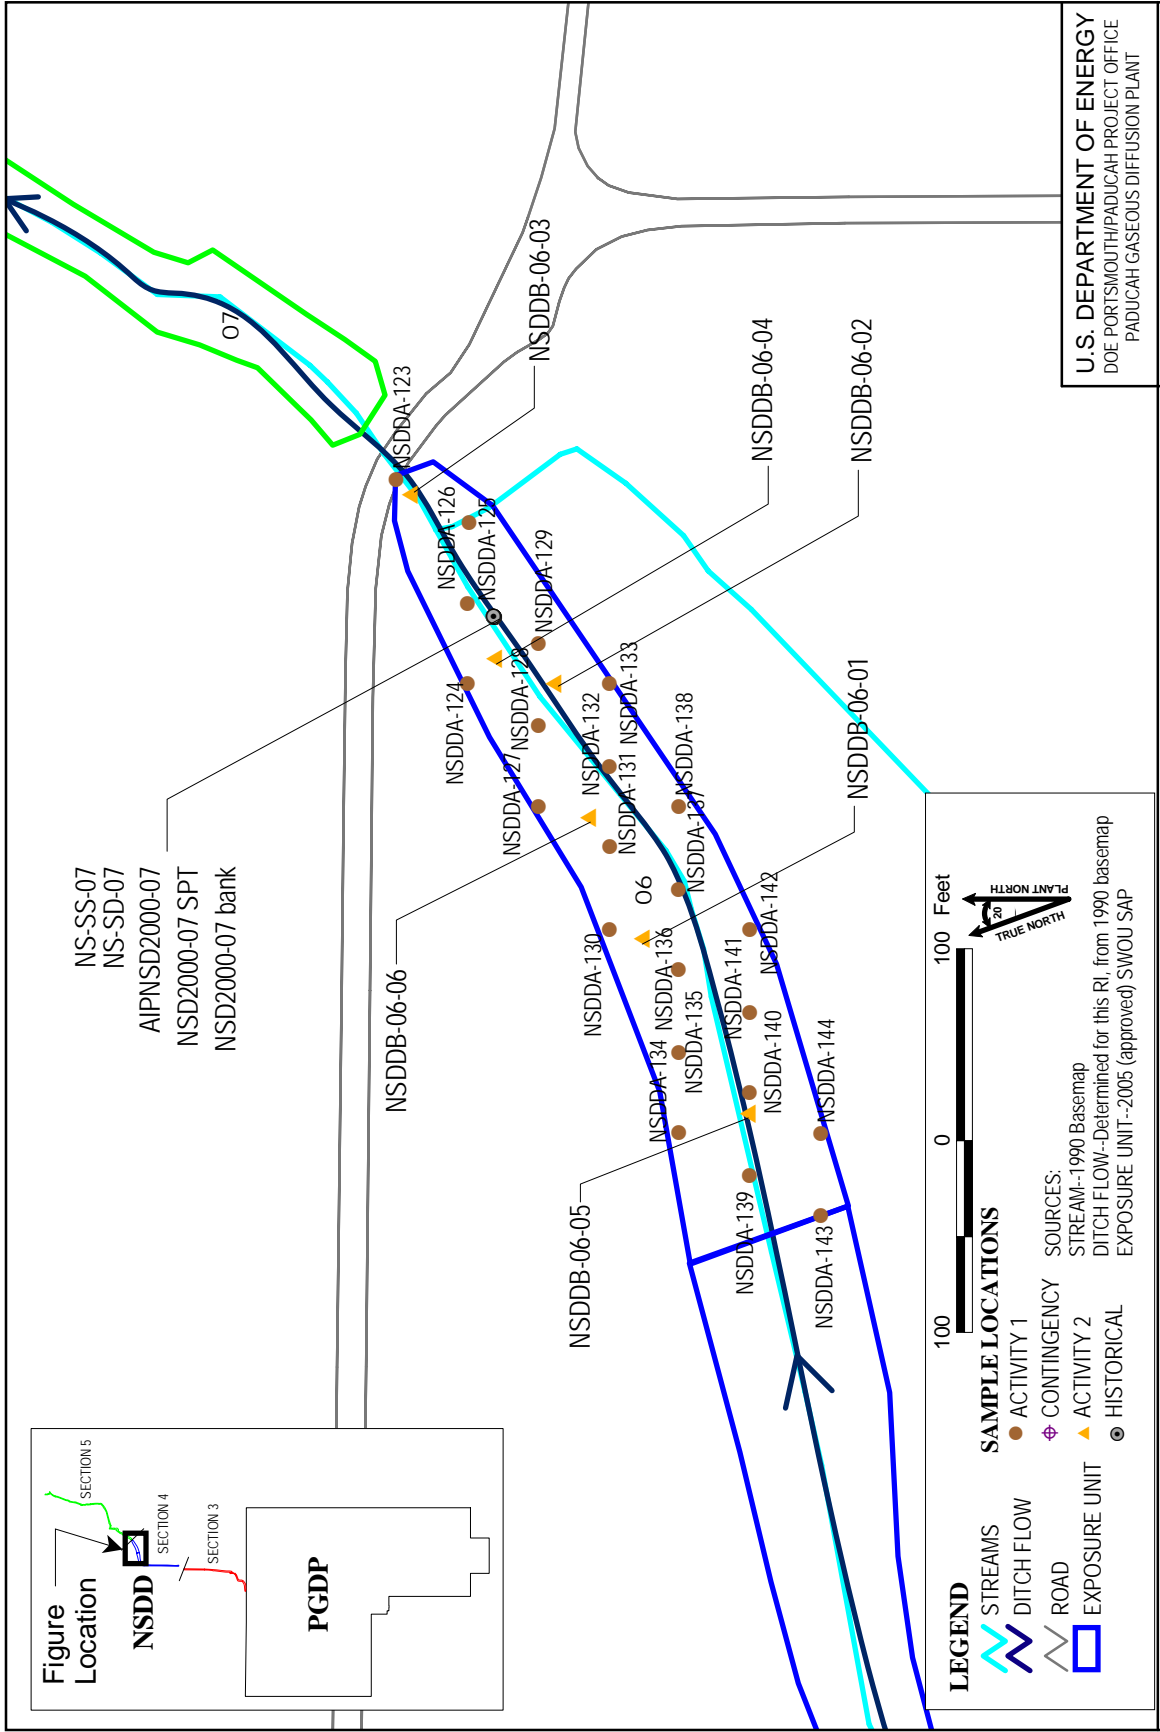 Figure
Location
NSDD
SECTION 5
SECTION 4
SECTION 3
PGDP
NS-SS-07
NS-SD-07
AIPNSD2000-07
NSD2000-07 SPT
NSD2000-07 bank
NSDDB-06-06
NSDDB-06-05
07
NSDDA-123
NSDDB-06-03
NSDDA-126
NSDDA-125
NSDDA-124
NSDDA-129
NSDDA-128
NSDDA-127
NSDDB-06-04
NSDDB-06-02
NSDDA-133
NSDDA-132
NSDDA-131
NSDDA-130
NSDDA-138
NSDDA-137
06
NSDDA-136
NSDDA-135
NSDDA-134
NSDDB-06-01
NSDDA-142
NSDDA-141
NSDDA-140
NSDDA-139
NSDDA-144
NSDDA-143
LEGEND
STREAMS
DITCH FLOW
ROAD
EXPOSURE UNIT
SAMPLE LOCATIONS
ACTIVITY 1
CONTINGENCY
ACTIVITY 2
HISTORICAL
100 0 100 Feet
SOURCES:
STREAM--1990 Basemap
DITCH FLOW--Determined for this RI, from 1990 basemap
EXPOSURE UNIT--2005 (approved) SWOU SAP
20
TRUE NORTH
PLANT NORTH
U.S. DEPARTMENT OF ENERGY
DOE PORTSMOUTH/PADUCAH PROJECT OFFICE
PADUCAH GASEOUS DIFFUSION PLANT